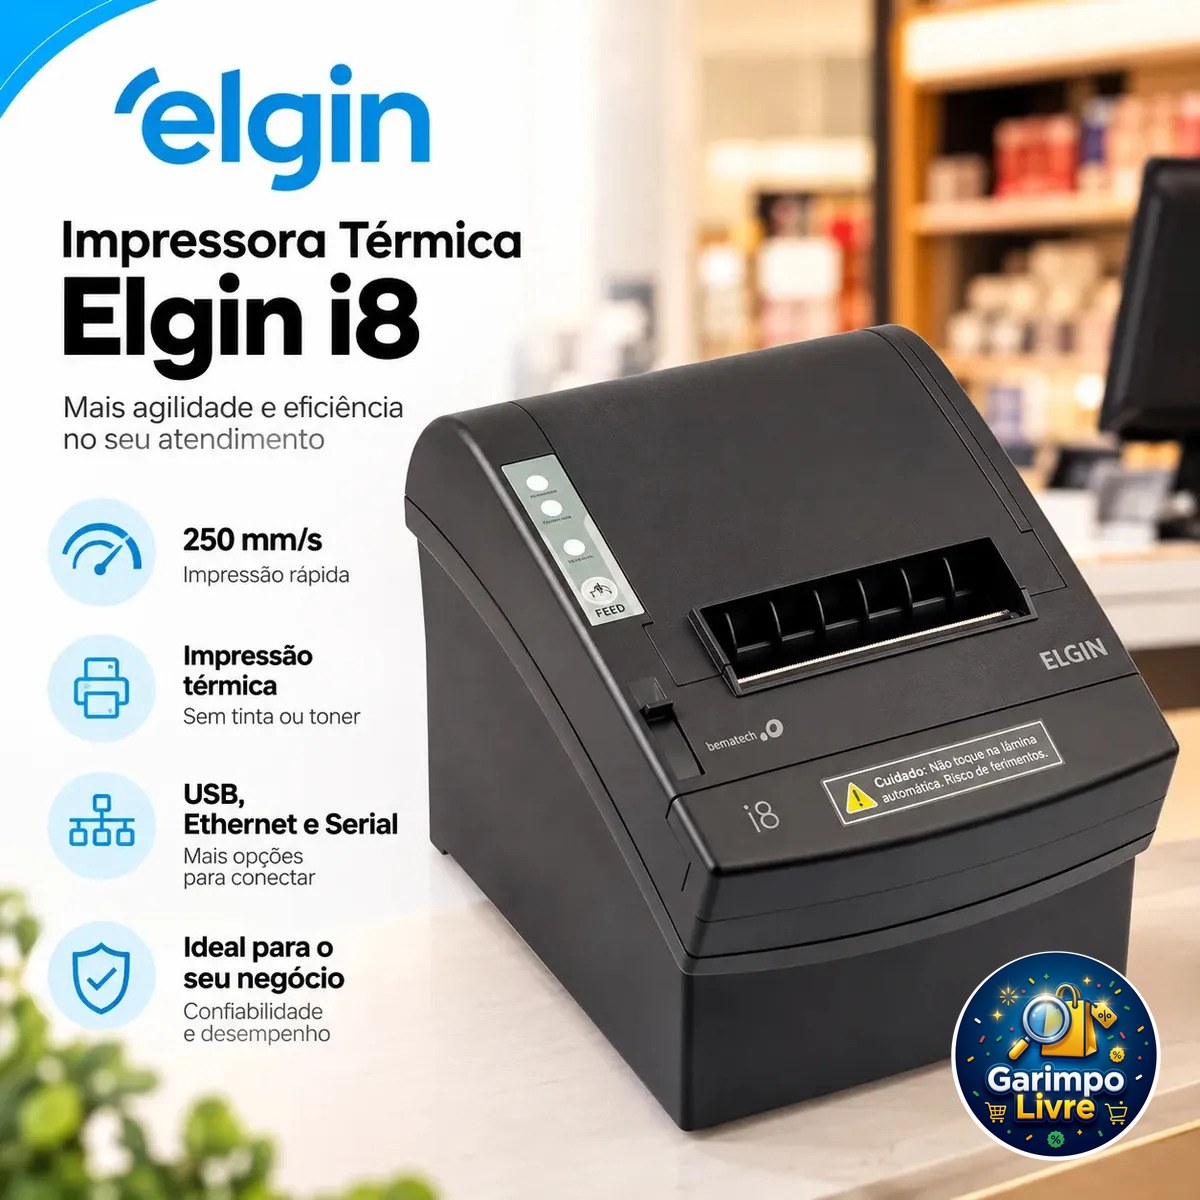 elgin
Impressora Térmica
Elgin i8
Mais agilidade e eficiência
no seu atendimento
250 mm/s
Impressão rápida
Impressão
térmica
Sem tinta ou toner
USB,
Ethernet e Serial
Mais opções
para conectar
Ideal para o
seu negócio
Confiabilidade
e desempenho
FEED
ELGIN
bematech
i8
Cuidado: Não toque na lâmina
automática. Risco de ferimentos.
%
%
Garimpo
Livre
%